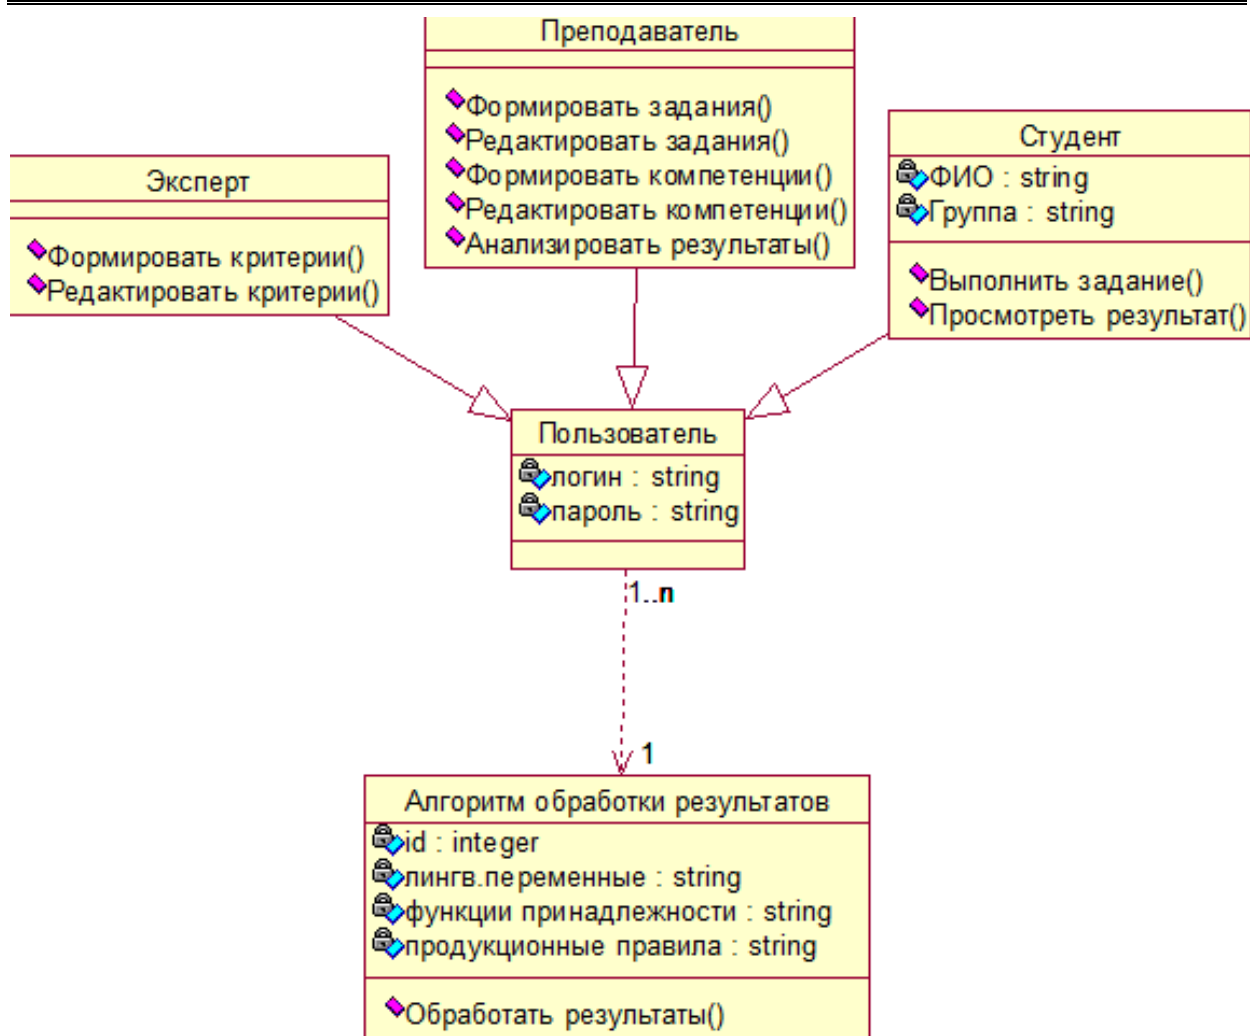 Преподаватель
Формировать задания()
Редактировать задания()
Формировать компетенции()
Редактировать компетенции()
Анализировать результаты()
Эксперт
Формировать критерии()
Редактировать критерии()
Студент
ФИО : string
Группа : string
Выполнить задание()
Просмотреть результат()
Пользователь
логин : string
пароль : string
1..n
1
Алгоритм обработки результатов
id : integer
лингв.переменные : string
функции принадлежности : string
продукционные правила : string
Обработать результаты()